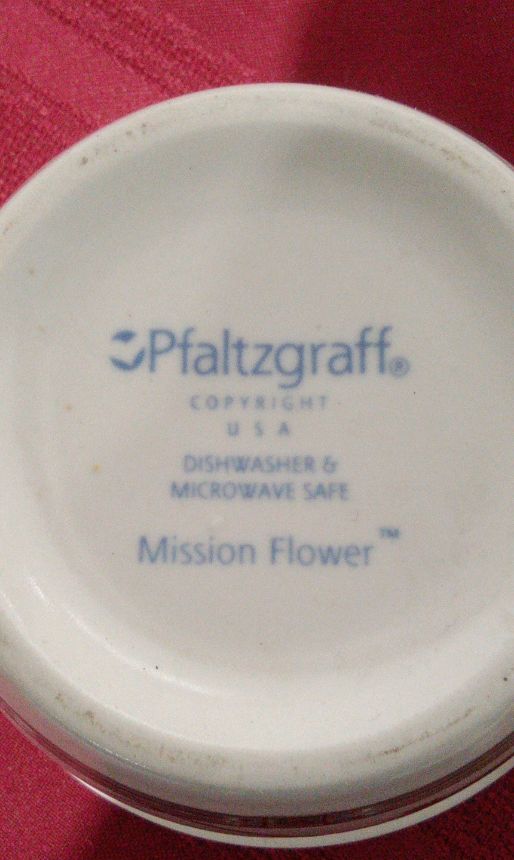 Pfaltzgraff®
COPYRIGHT
USA
DISHWASHER &
MICROWAVE SAFE
Mission Flower™